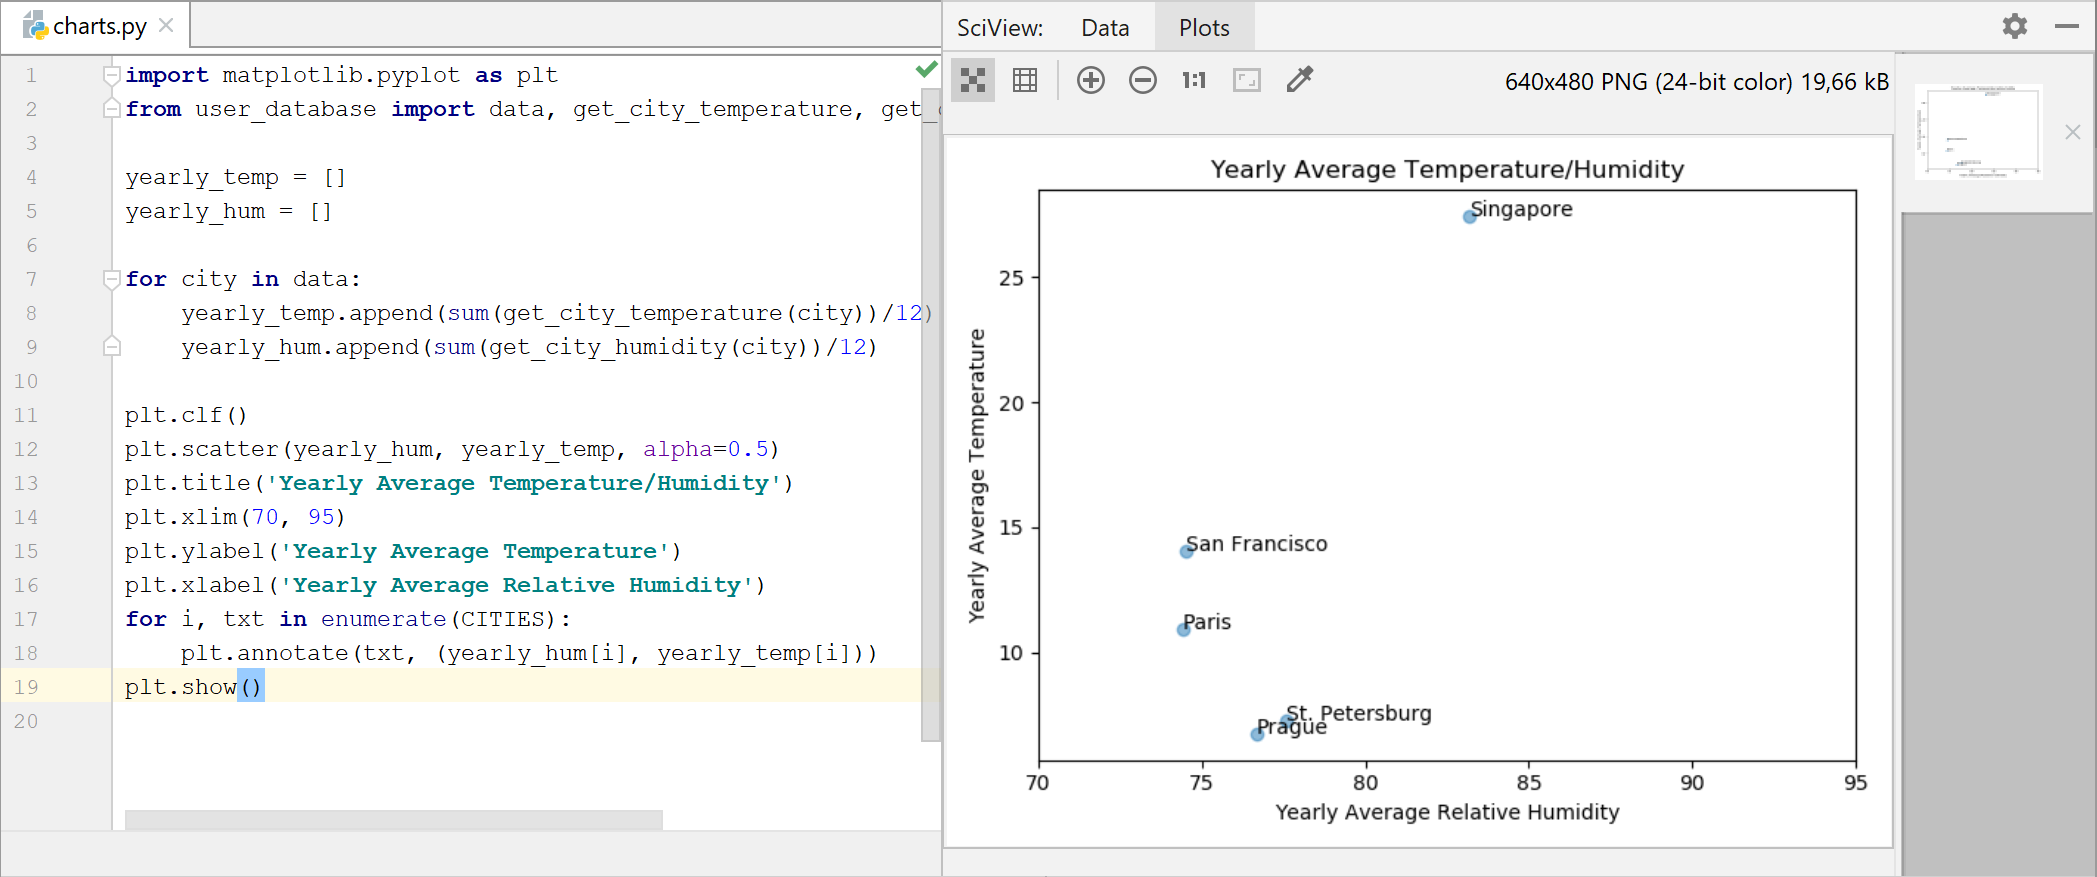 charts.py
1 import matplotlib.pyplot as plt
2 from user_database import data, get_city_temperature, get_
3
4 yearly_temp = []
5 yearly_hum = []
6
7 for city in data:
8     yearly_temp.append(sum(get_city_temperature(city))/12)
9     yearly_hum.append(sum(get_city_humidity(city))/12)
10
11 plt.clf()
12 plt.scatter(yearly_hum, yearly_temp, alpha=0.5)
13 plt.title('Yearly Average Temperature/Humidity')
14 plt.xlim(70, 95)
15 plt.ylabel('Yearly Average Temperature')
16 plt.xlabel('Yearly Average Relative Humidity')
17 for i, txt in enumerate(CITIES):
18     plt.annotate(txt, (yearly_hum[i], yearly_temp[i]))
19 plt.show()
20
SciView: Data Plots
1:1 640x480 PNG (24-bit color) 19,66 kB
Yearly Average Temperature/Humidity
Singapore
25
20
Yearly Average Temperature
15
San Francisco
Paris
10
St. Petersburg
Prague
70 75 80 85 90 95
Yearly Average Relative Humidity